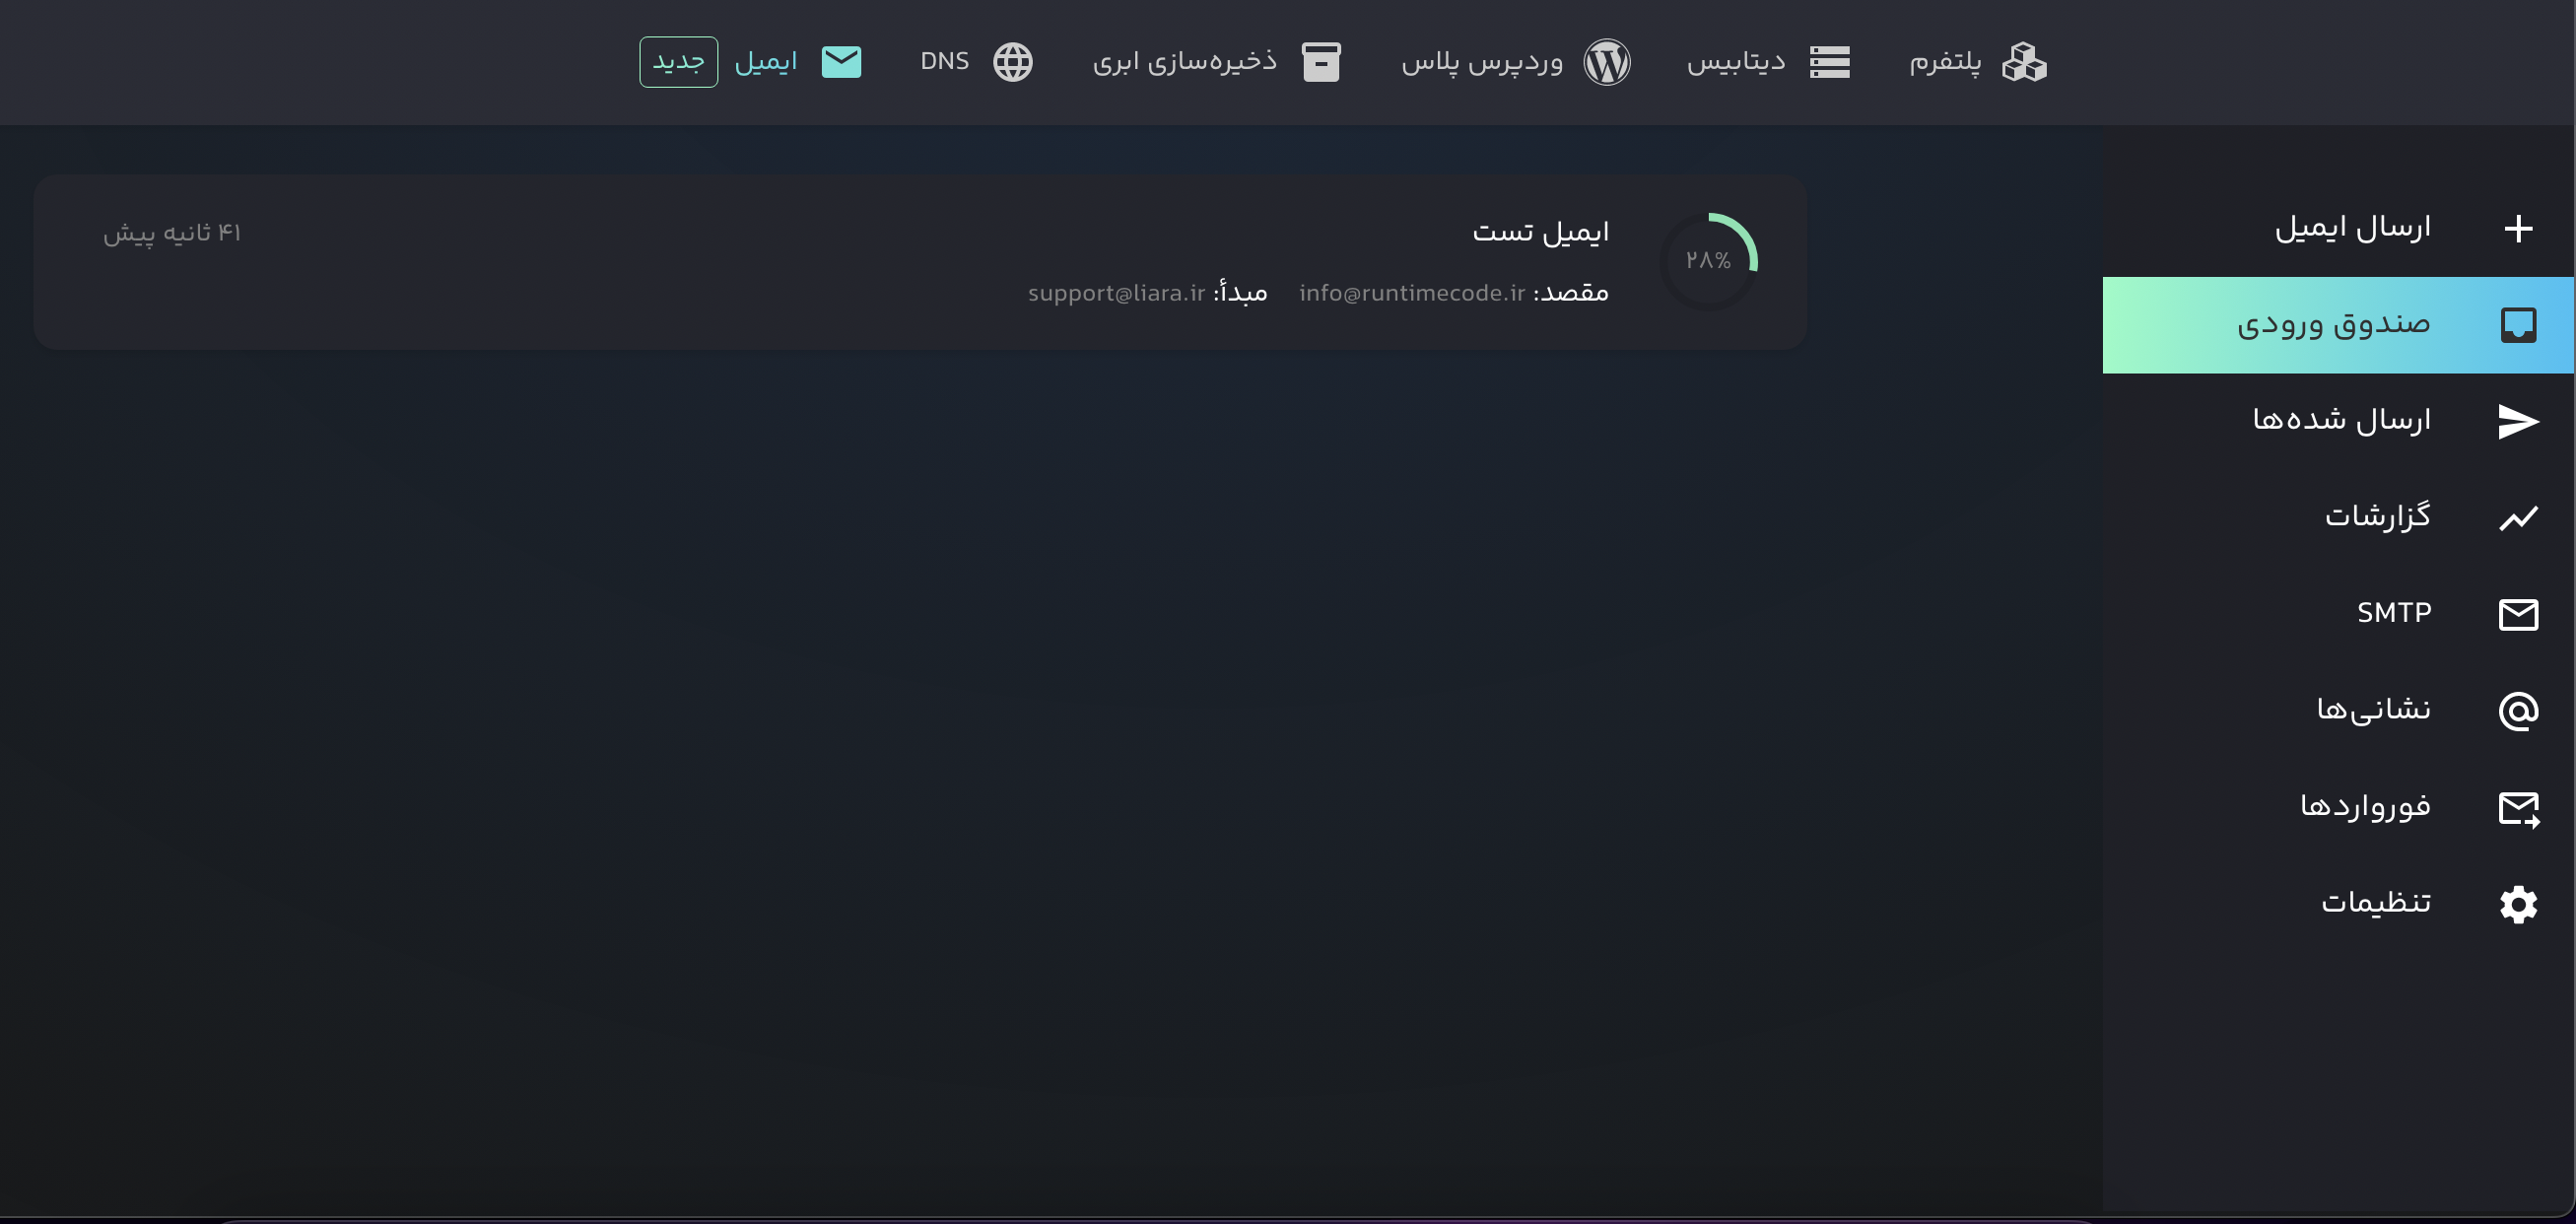 پلتفرم
دیتابیس
وردپرس پلاس
ذخیره‌سازی ابری
DNS
ایمیل
جدید
ارسال ایمیل
صندوق ورودی
ارسال شده‌ها
گزارشات
SMTP
نشانی‌ها
فورواردها
تنظیمات
۲۸%
ایمیل تست
۴۱ ثانیه پیش
مقصد: info@runtimecode.ir مبدأ: support@liara.ir